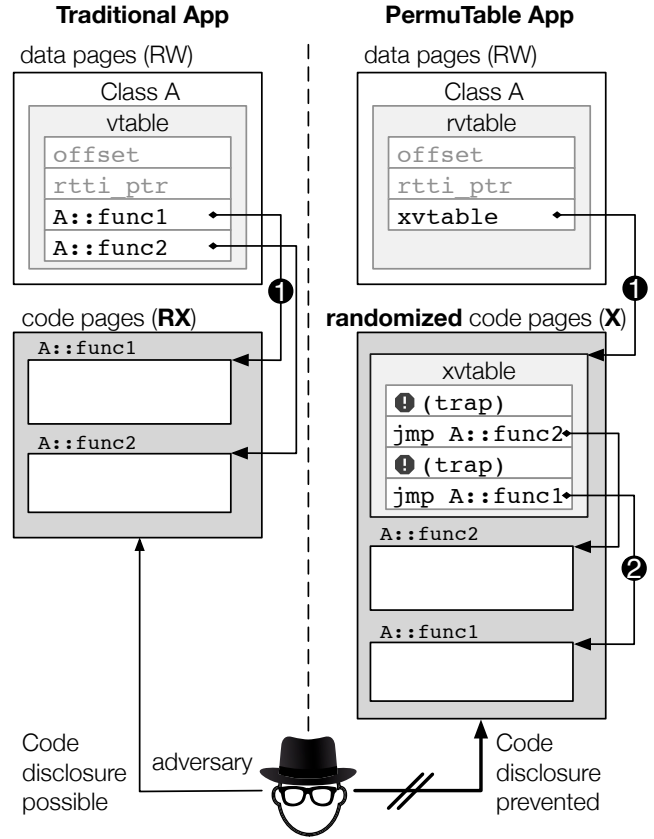 Traditional App
data pages (RW)
Class A
vtable
offset
rtti_ptr
A::func1
A::func2
1
code pages (RX)
A::func1
A::func2
Code
disclosure
possible
adversary
PermuTable App
data pages (RW)
Class A
rvtable
offset
rtti_ptr
xvtable
1
randomized code pages (X)
xvtable
! (trap)
jmp A::func2
! (trap)
jmp A::func1
A::func2
2
A::func1
Code
disclosure
prevented